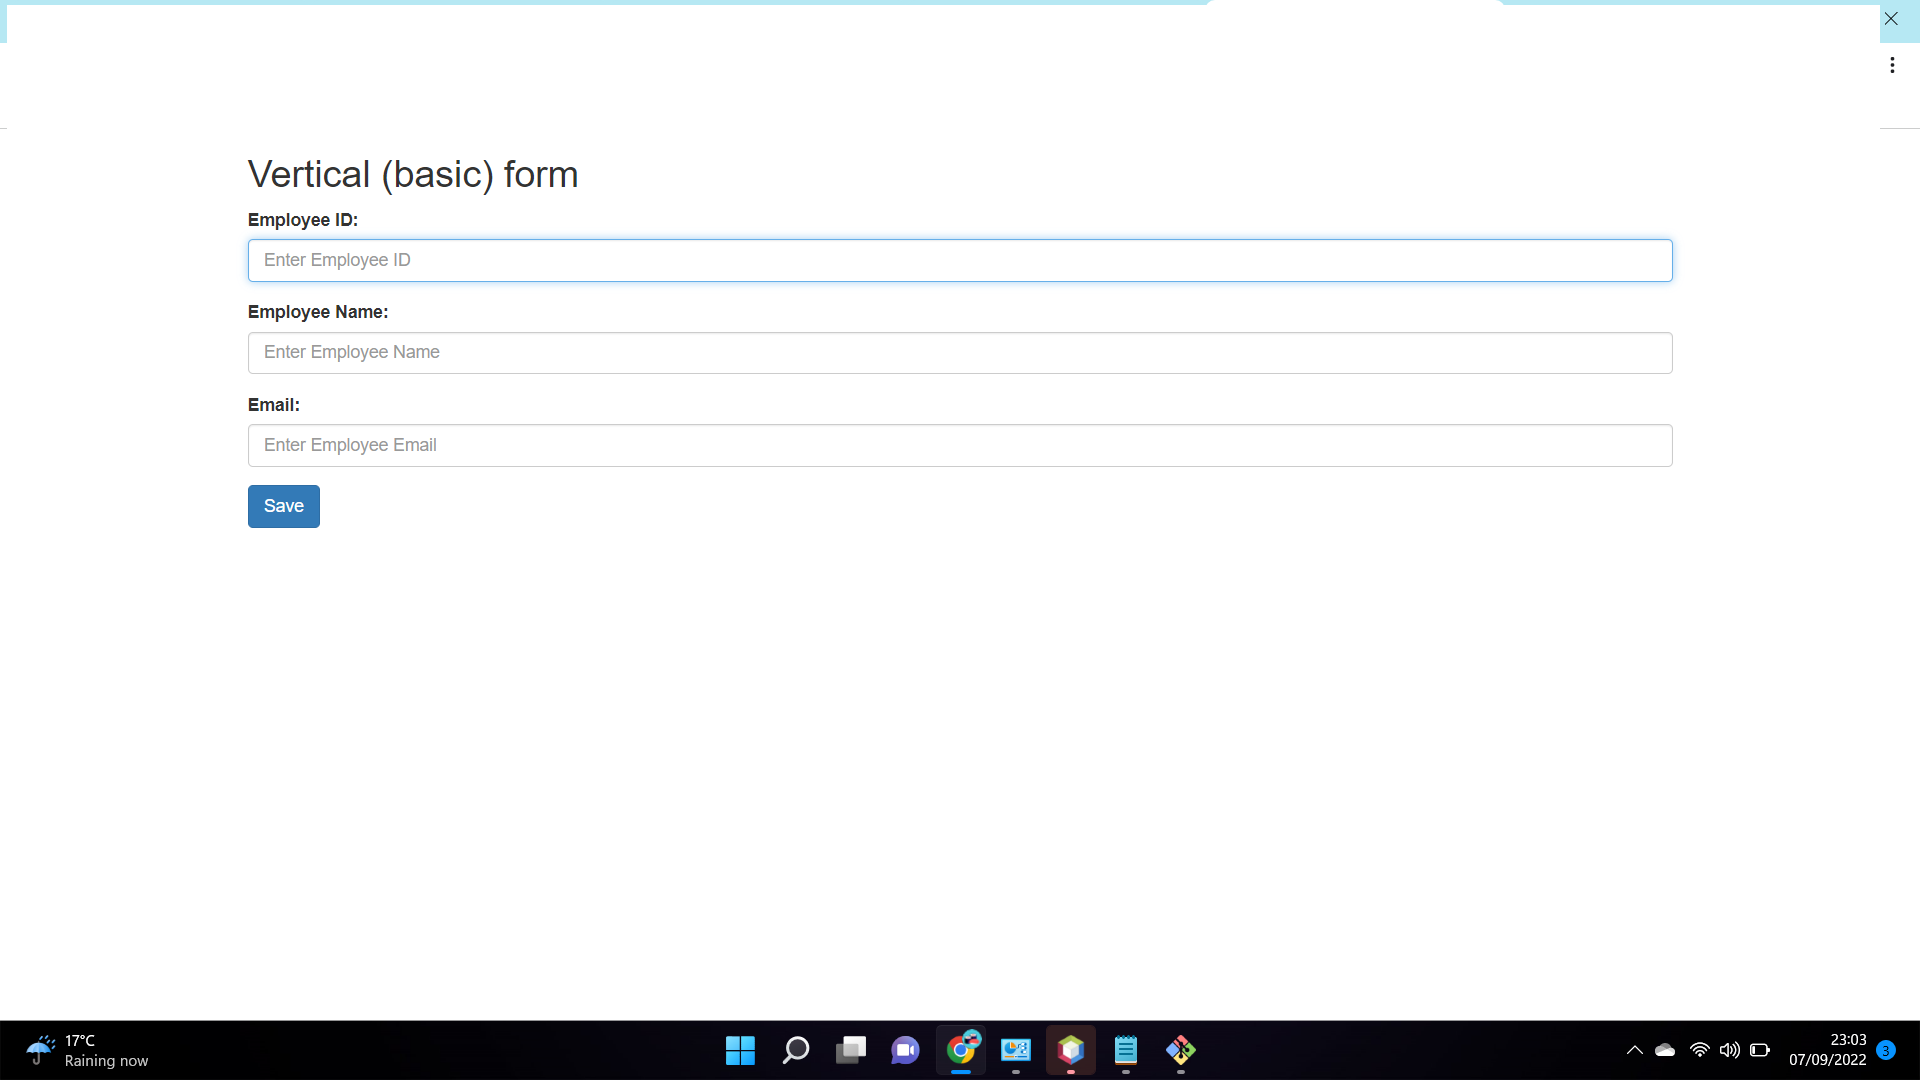 Vertical (basic) form
Employee ID:
Enter Employee ID
Employee Name:
Enter Employee Name
Email:
Enter Employee Email
Save
17°C
Raining now
23:03
07/09/2022
3